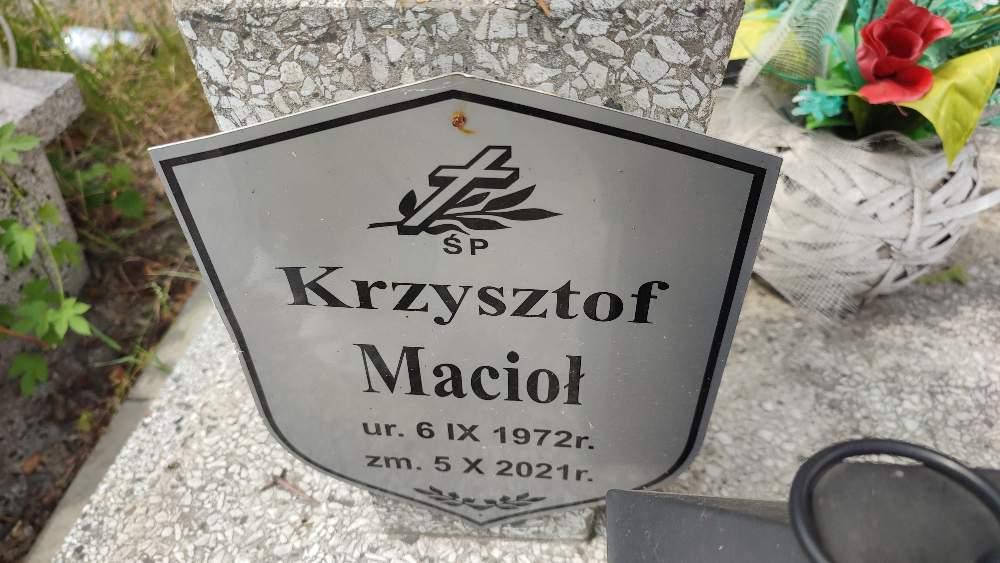 ŚP
Krzysztof
Macioł
ur. 6 IX 1972r.
zm. 5 X 2021r.